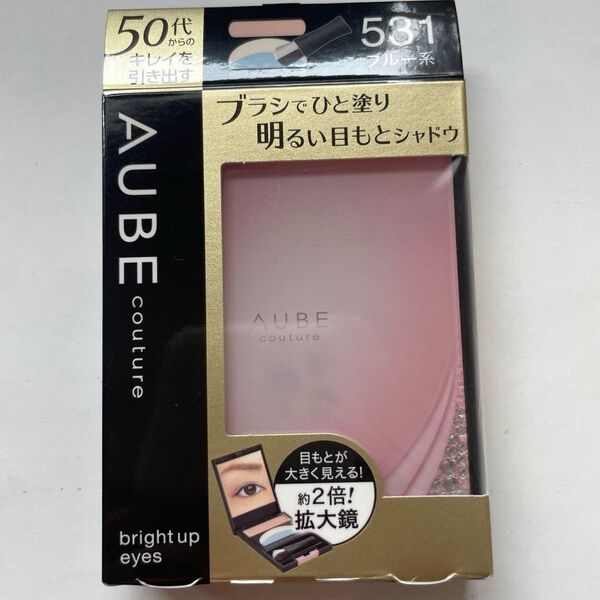 50代
からの
キレイを
引き出す
531
ブルー系
ブラシでひと塗り
明るい目もとシャドウ
AUBE
couture
AUBE
couture
目もとが
大きく見える!
約2倍!
拡大鏡
bright up
eyes